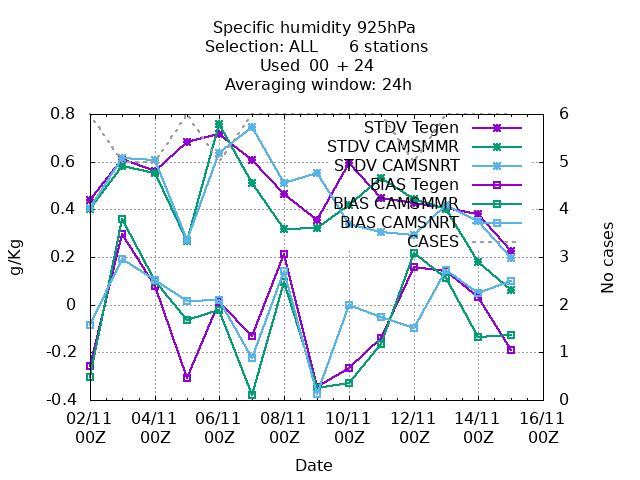 Specific humidity 925hPa
Selection: ALL 6 stations
Used 00 + 24
Averaging window: 24h
0.8
0.6
0.4
0.2
0
-0.2
-0.4
g/Kg
6
5
4
3
2
1
0
No cases
STDV Tegen
STDV CAMSMMR
STDV CAMSNRT
BIAS Tegen
BIAS CAMSMMR
BIAS CAMSNRT
CASES
02/11 04/11 06/11 08/11 10/11 12/11 14/11 16/11
00Z 00Z 00Z 00Z 00Z 00Z 00Z 00Z
Date